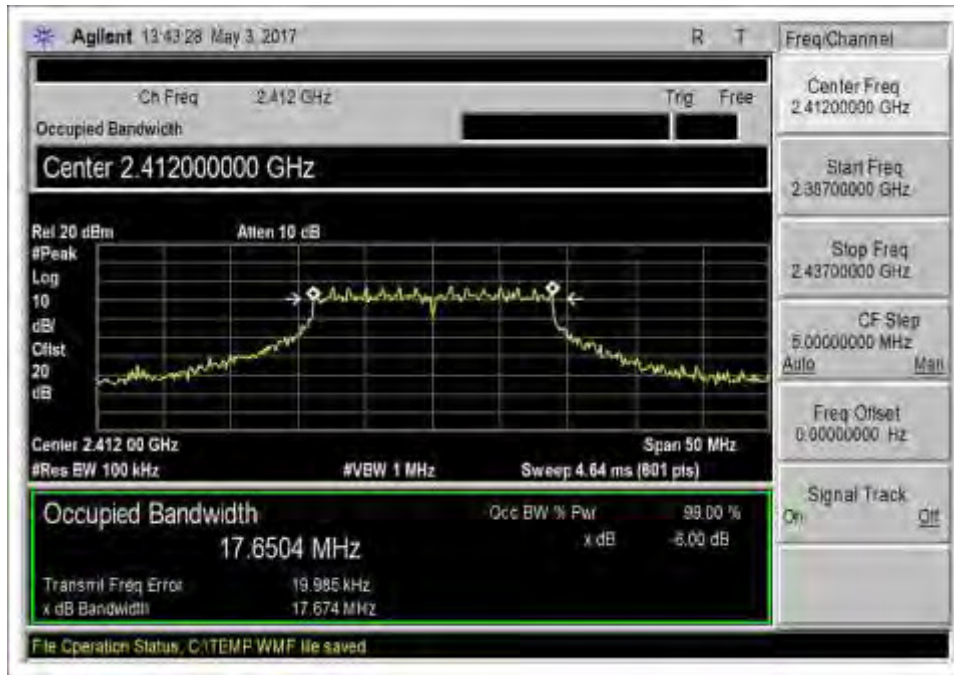 Agilent 13:43:28 May 3, 2017 R T
Ch Freq 2.412 GHz Trig Free
Occupied Bandwidth
Center 2.412000000 GHz
Ref 20 dBm Atten 10 dB
#Peak
Log
10
dB/
Offst
20
dB
Center 2.412 00 GHz Span 50 MHz
#Res BW 100 kHz #VBW 1 MHz Sweep 4.64 ms (601 pts)
Occupied Bandwidth Occ BW % Pwr 99.00 %
17.6504 MHz x dB -6.00 dB
Transmit Freq Error 19.985 kHz
x dB Bandwidth 17.674 MHz
File Operation Status, C:\TEMP.WMF file saved
Freq/Channel
Center Freq
2.41200000 GHz
Start Freq
2.38700000 GHz
Stop Freq
2.43700000 GHz
CF Step
5.00000000 MHz
Auto Man
Freq Offset
0.00000000 Hz
Signal Track
On Off